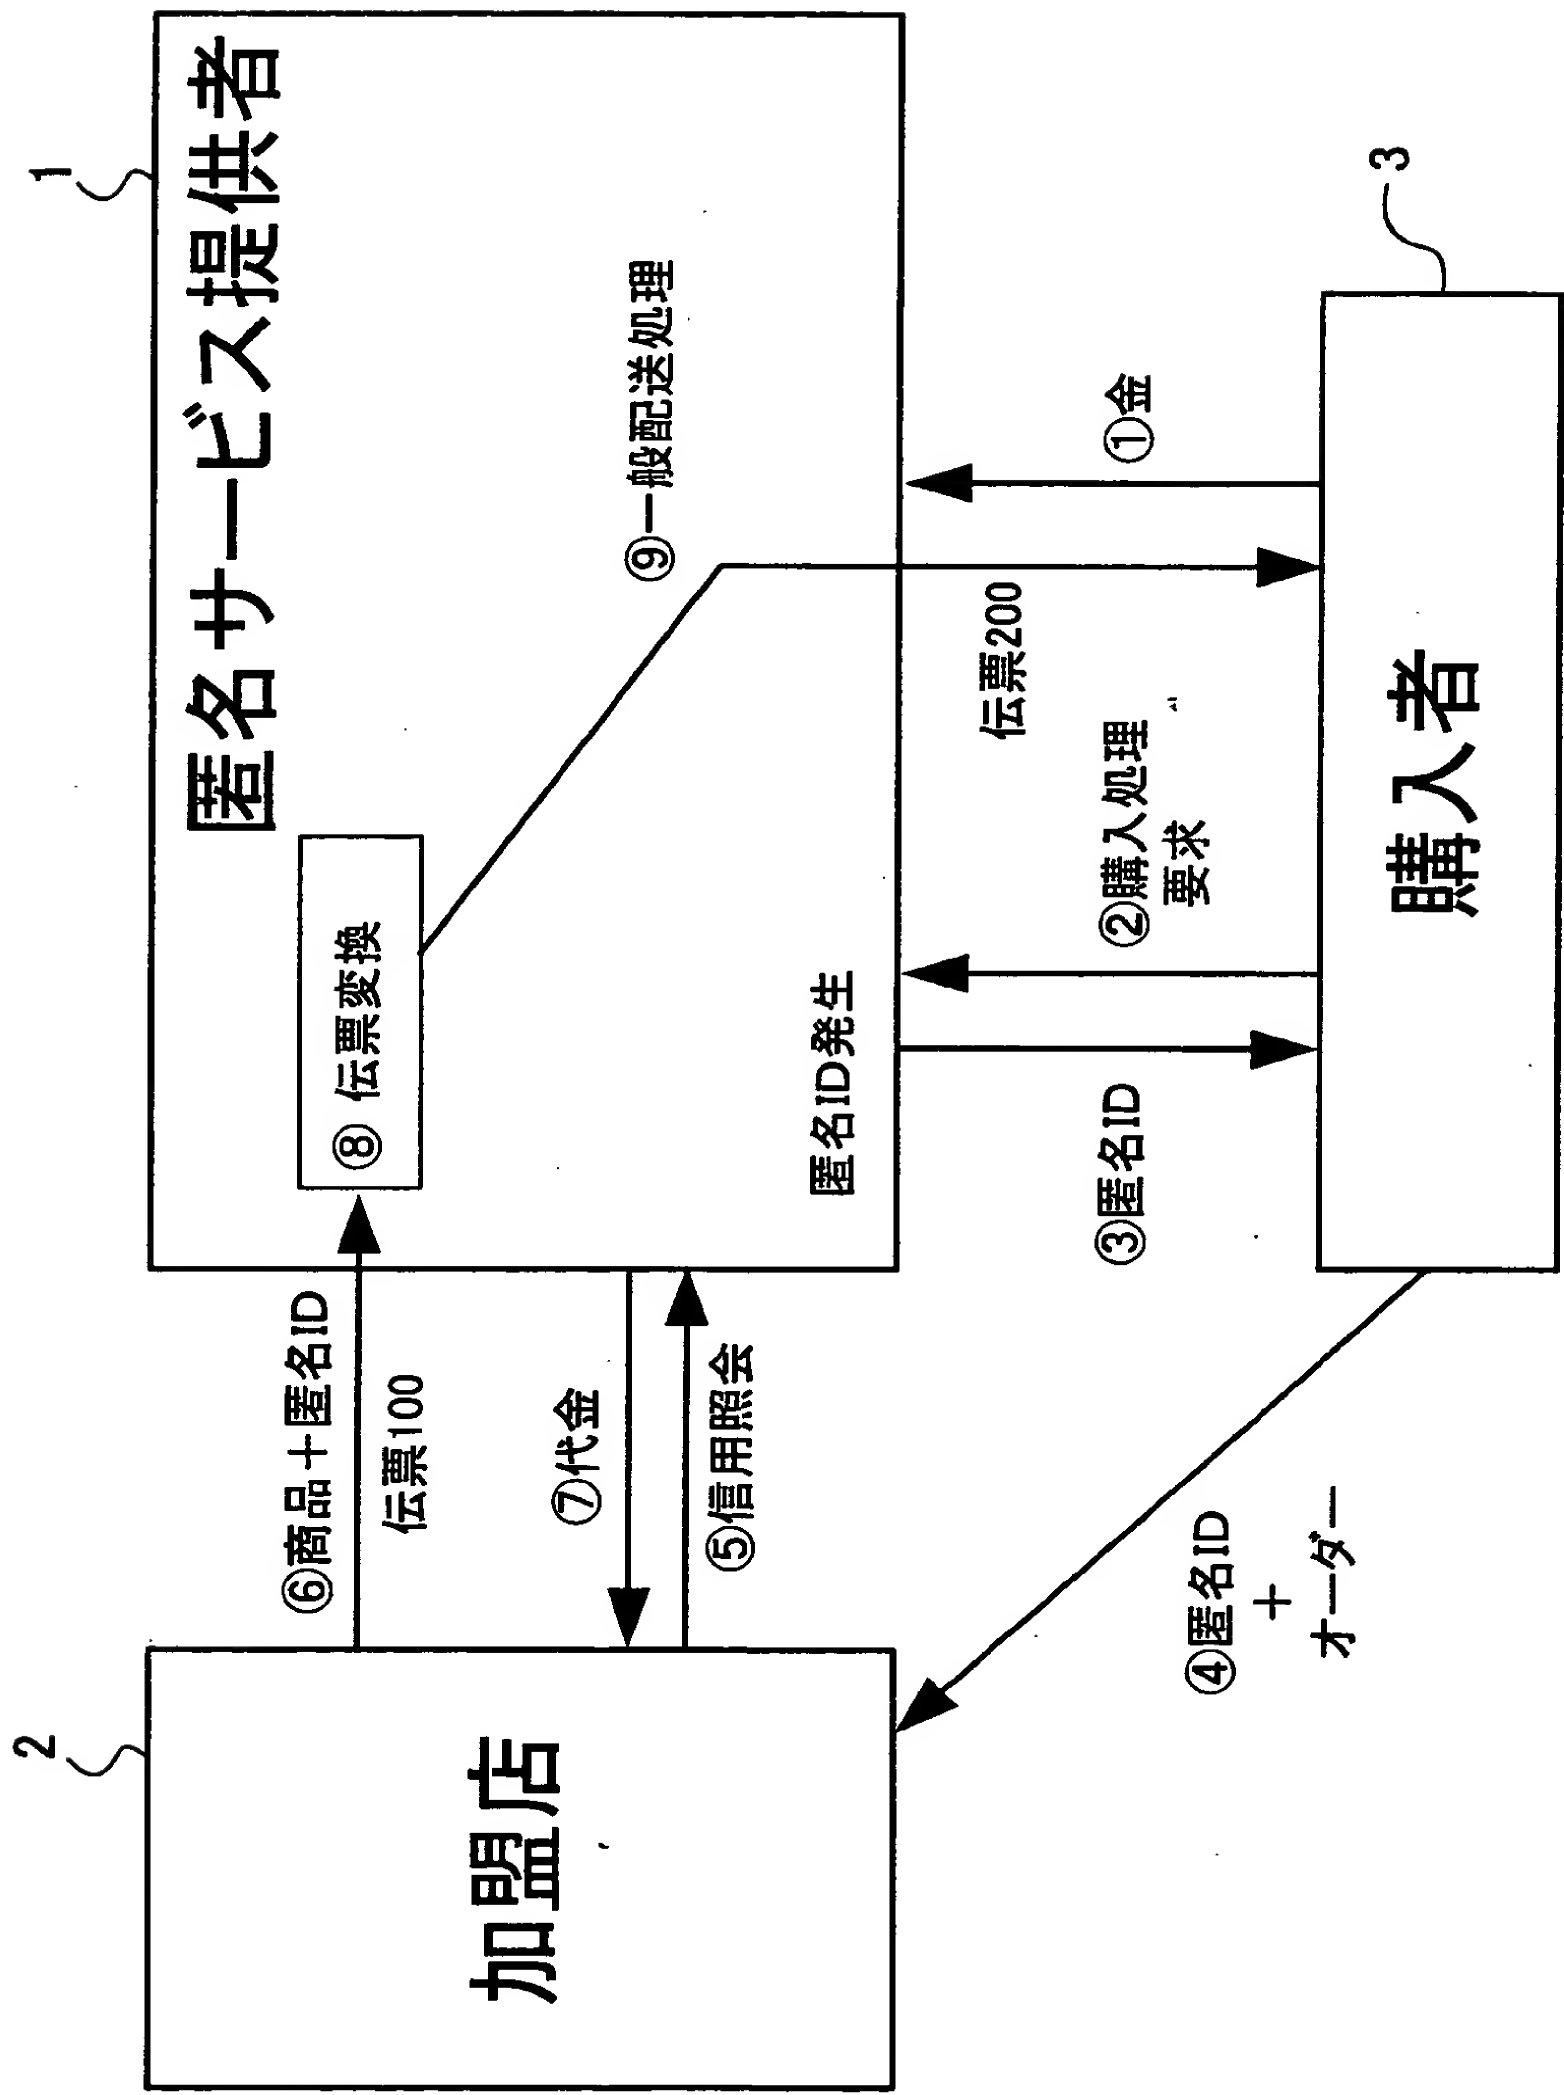 1
匿名サービス提供者
⑧ 伝票変換
⑨一般配送処理
匿名ID発生
2
加盟店
⑥商品＋匿名ID
伝票100
⑦代金
⑤信用照会
①金
伝票200
②購入処理
要求
③匿名ID
④匿名ID
＋
オーダー
3
購入者